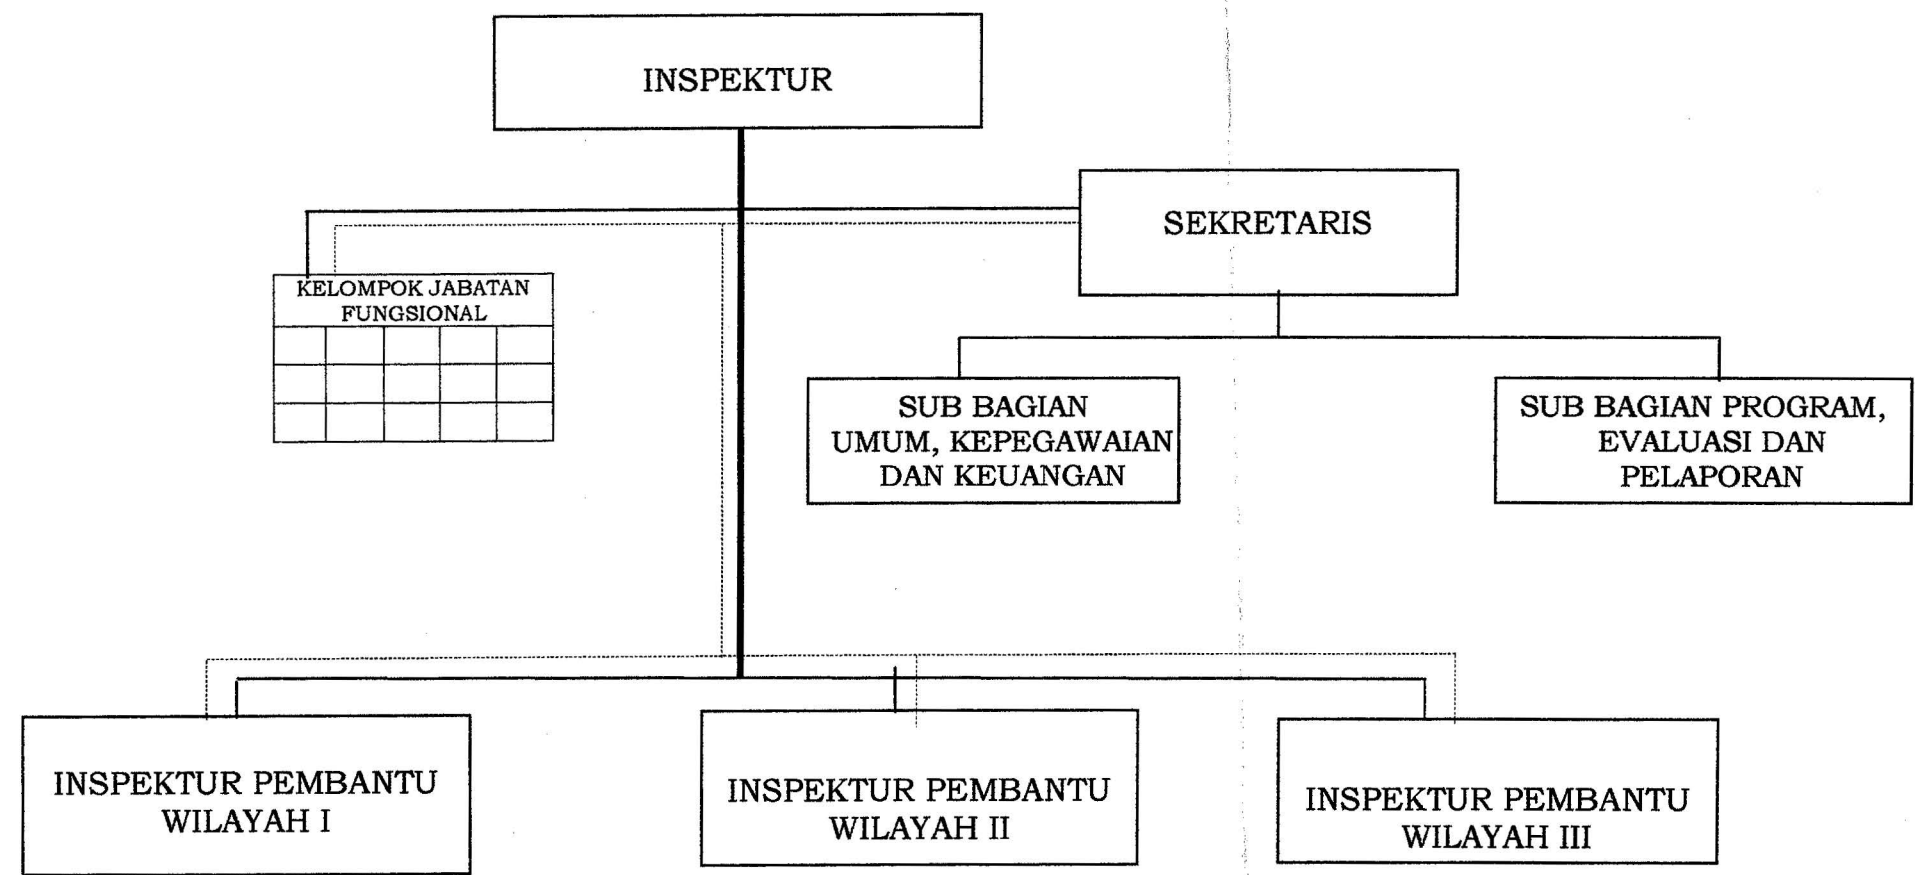 INSPEKTUR
SEKRETARIS
KELOMPOK JABATAN
FUNGSIONAL
SUB BAGIAN
UMUM, KEPEGAWAIAN
DAN KEUANGAN
SUB BAGIAN PROGRAM,
EVALUASI DAN
PELAPORAN
INSPEKTUR PEMBANTU
WILAYAH I
INSPEKTUR PEMBANTU
WILAYAH II
INSPEKTUR PEMBANTU
WILAYAH III